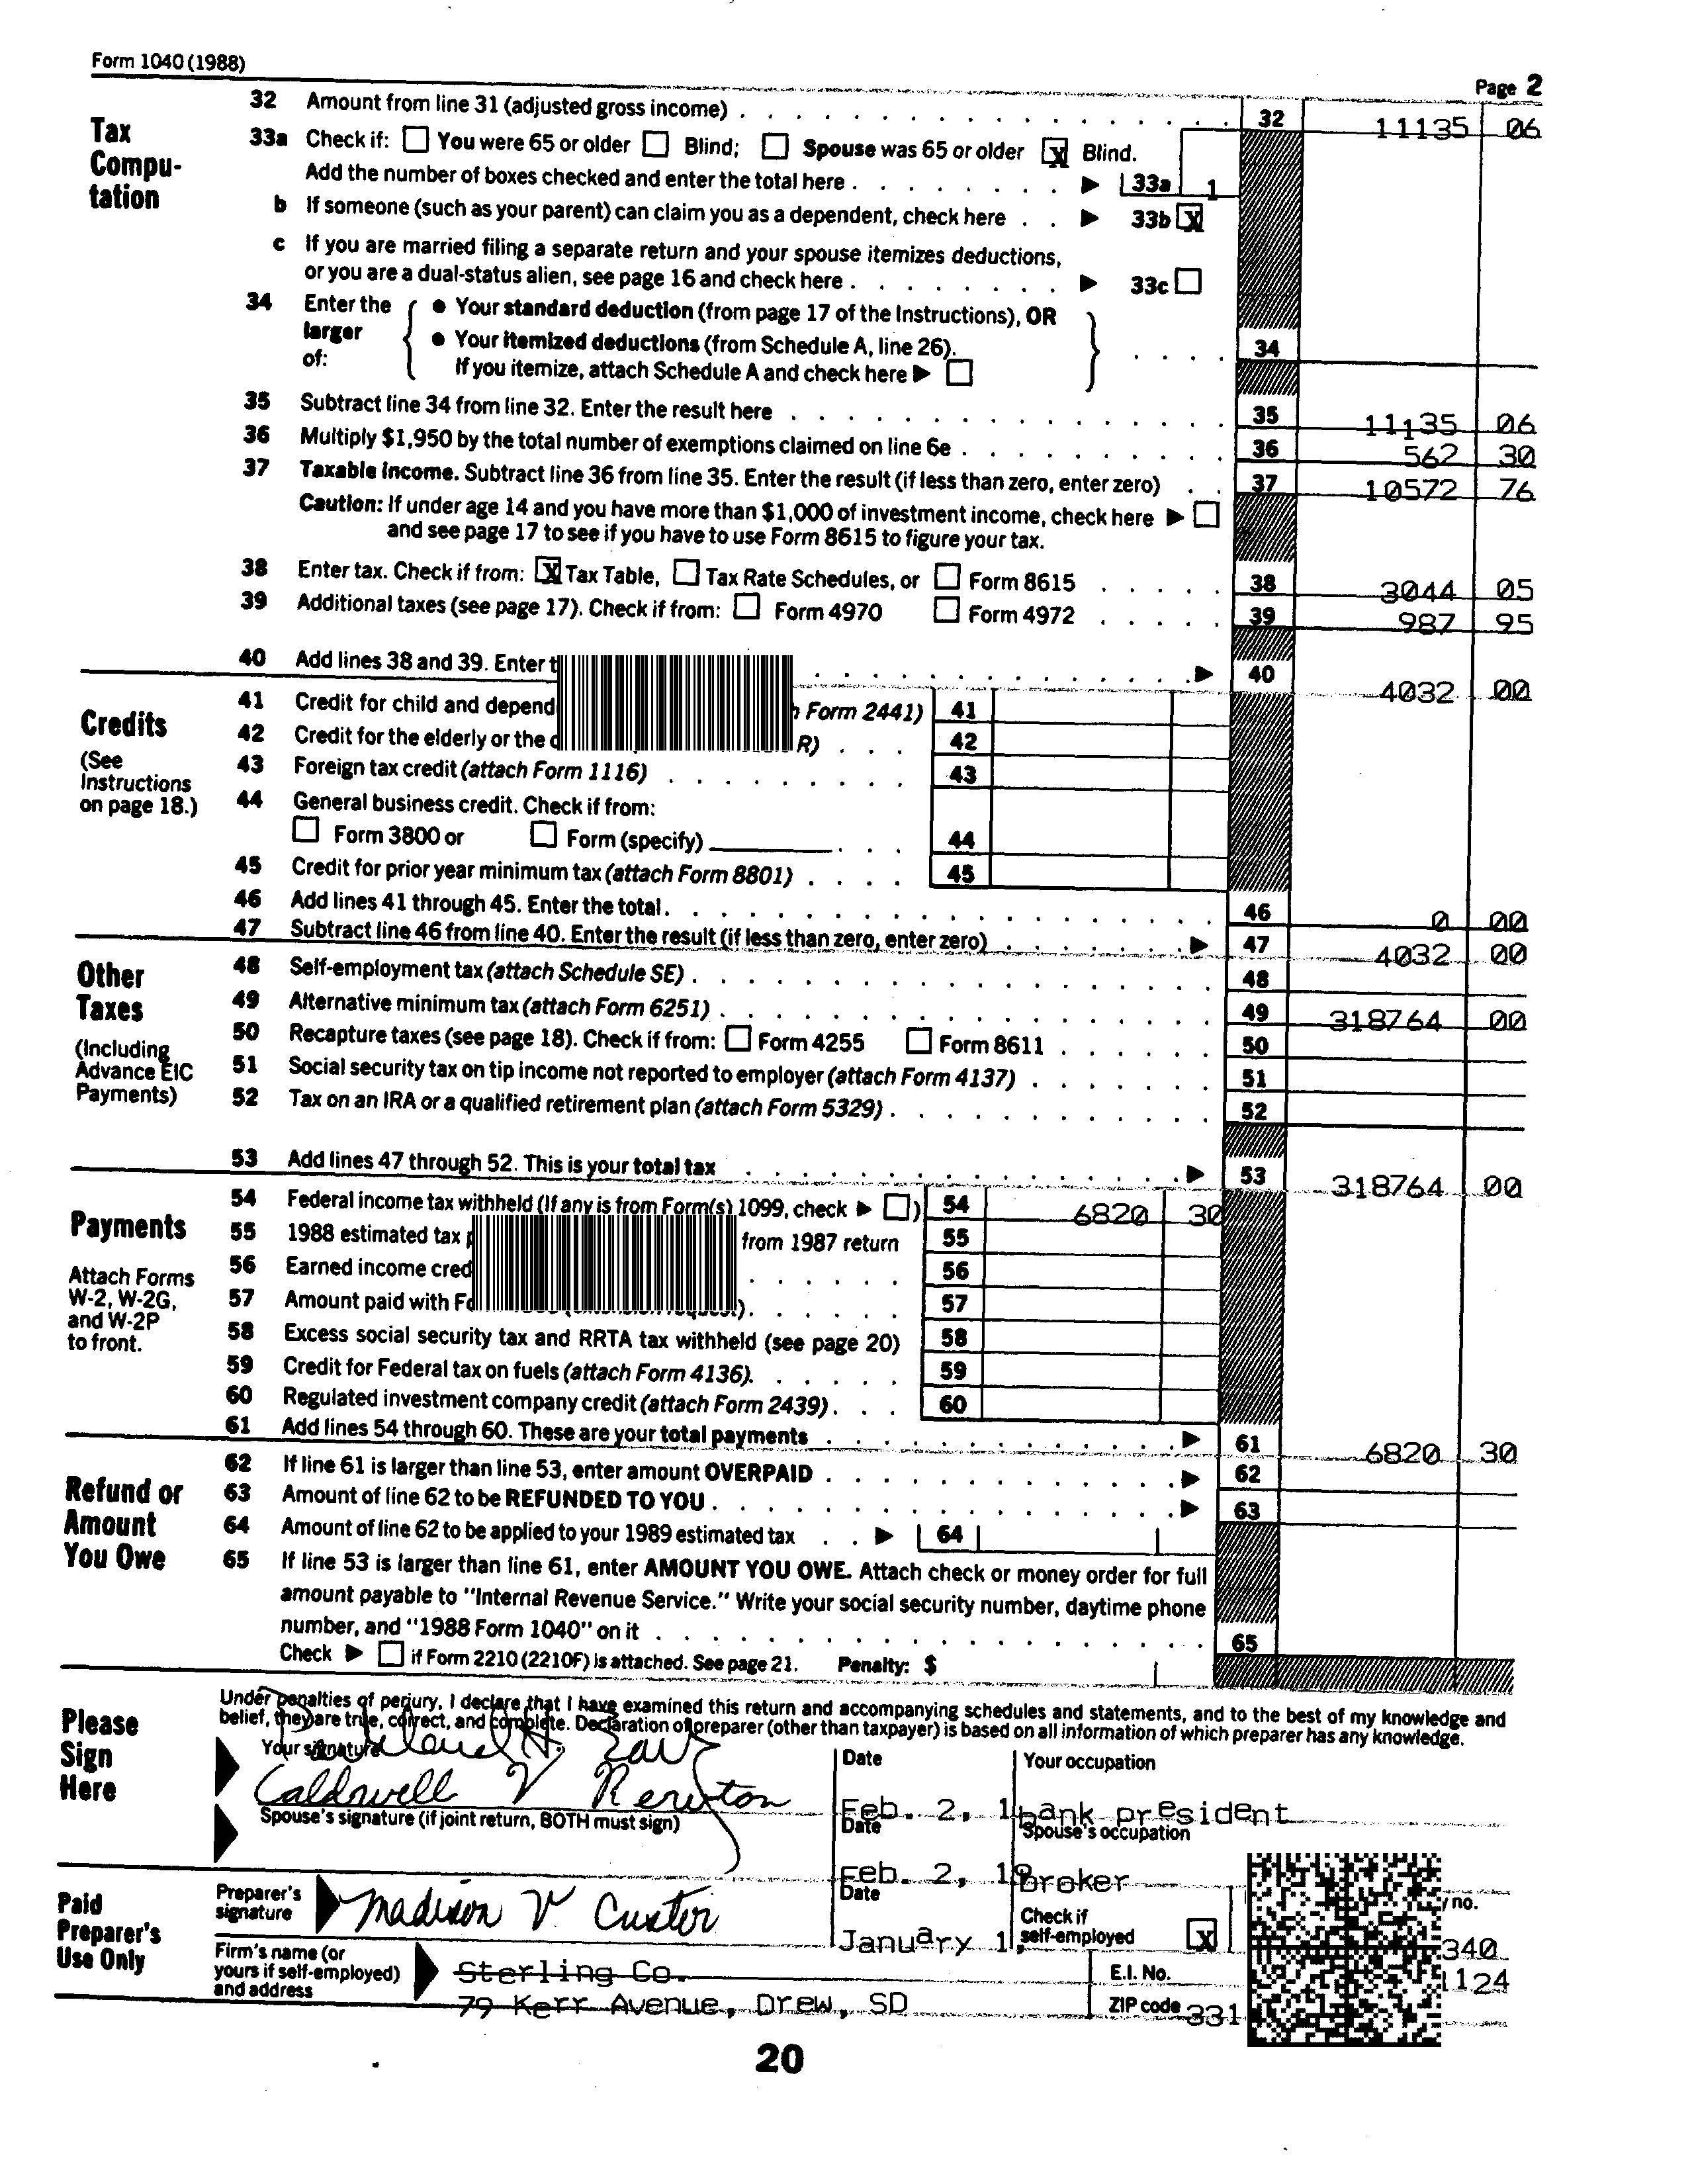 Form 1040 (1988)
Page 2
Tax Compu- tation
32 Amount from line 31 (adjusted gross income) 32 11135 06
33a Check if: You were 65 or older Blind; Spouse was 65 or older X Blind.
Add the number of boxes checked and enter the total here 33a 1
b If someone (such as your parent) can claim you as a dependent, check here 33b X
c If you are married filing a separate return and your spouse itemizes deductions,
or you are a dual-status alien, see page 16 and check here 33c
34 Enter the larger of:
• Your standard deduction (from page 17 of the Instructions), OR
• Your itemized deductions (from Schedule A, line 26). 34
If you itemize, attach Schedule A and check here
35 Subtract line 34 from line 32. Enter the result here 35 11135 06
36 Multiply $1,950 by the total number of exemptions claimed on line 6e 36 562 30
37 Taxable income. Subtract line 36 from line 35. Enter the result (if less than zero, enter zero) 37 10572 76
Caution: If under age 14 and you have more than $1,000 of investment income, check here
and see page 17 to see if you have to use Form 8615 to figure your tax.
38 Enter tax. Check if from: X Tax Table, Tax Rate Schedules, or Form 8615 38 3044 05
39 Additional taxes (see page 17). Check if from: Form 4970 Form 4972 39 987 95
40 Add lines 38 and 39. Enter 40 4032 00
Credits
(See Instructions on page 18.)
41 Credit for child and depend Form 2441) 41
42 Credit for the elderly or the R) 42
43 Foreign tax credit (attach Form 1116) 43
44 General business credit. Check if from:
Form 3800 or Form (specify) 44
45 Credit for prior year minimum tax (attach Form 8801) 45
46 Add lines 41 through 45. Enter the total. 46 0 00
47 Subtract line 46 from line 40. Enter the result (if less than zero, enter zero) 47 4032 00
Other Taxes
(Including Advance EIC Payments)
48 Self-employment tax (attach Schedule SE) 48
49 Alternative minimum tax (attach Form 6251) 49 318764 00
50 Recapture taxes (see page 18). Check if from: Form 4255 Form 8611 50
51 Social security tax on tip income not reported to employer (attach Form 4137) 51
52 Tax on an IRA or a qualified retirement plan (attach Form 5329) 52
53 Add lines 47 through 52. This is your total tax 53 318764 00
Payments
Attach Forms W-2, W-2G, and W-2P to front.
54 Federal income tax withheld (If any is from Form(s) 1099, check ) 54 6820 30
55 1988 estimated tax from 1987 return 55
56 Earned income cred 56
57 Amount paid with 57
58 Excess social security tax and RRTA tax withheld (see page 20) 58
59 Credit for Federal tax on fuels (attach Form 4136). 59
60 Regulated investment company credit (attach Form 2439) 60
61 Add lines 54 through 60. These are your total payments 61 6820 30
Refund or Amount You Owe
62 If line 61 is larger than line 53, enter amount OVERPAID 62
63 Amount of line 62 to be REFUNDED TO YOU 63
64 Amount of line 62 to be applied to your 1989 estimated tax 64
65 If line 53 is larger than line 61, enter AMOUNT YOU OWE. Attach check or money order for full
amount payable to "Internal Revenue Service." Write your social security number, daytime phone
number, and "1988 Form 1040" on it 65
Check if Form 2210 (2210F) is attached. See page 21. Penalty: $
Please Sign Here
Under penalties of perjury, I declare that I have examined this return and accompanying schedules and statements, and to the best of my knowledge and
belief, they are true, correct, and complete. Declaration of preparer (other than taxpayer) is based on all information of which preparer has any knowledge.
Your signature Date Your occupation
Caldwell V Newton Feb. 2, 1 bank president
Spouse's signature (if joint return, BOTH must sign) Date Spouse's occupation
Feb. 2, 19 Broker
Paid Preparer's Use Only
Preparer's signature Madison V. Custer Date January 1, Check if self-employed X no.
340
Firm's name (or yours if self-employed) and address Sterling Co. E.I. No. 1124
79 Kerr Avenue, Drew, SD ZIP code 331
20